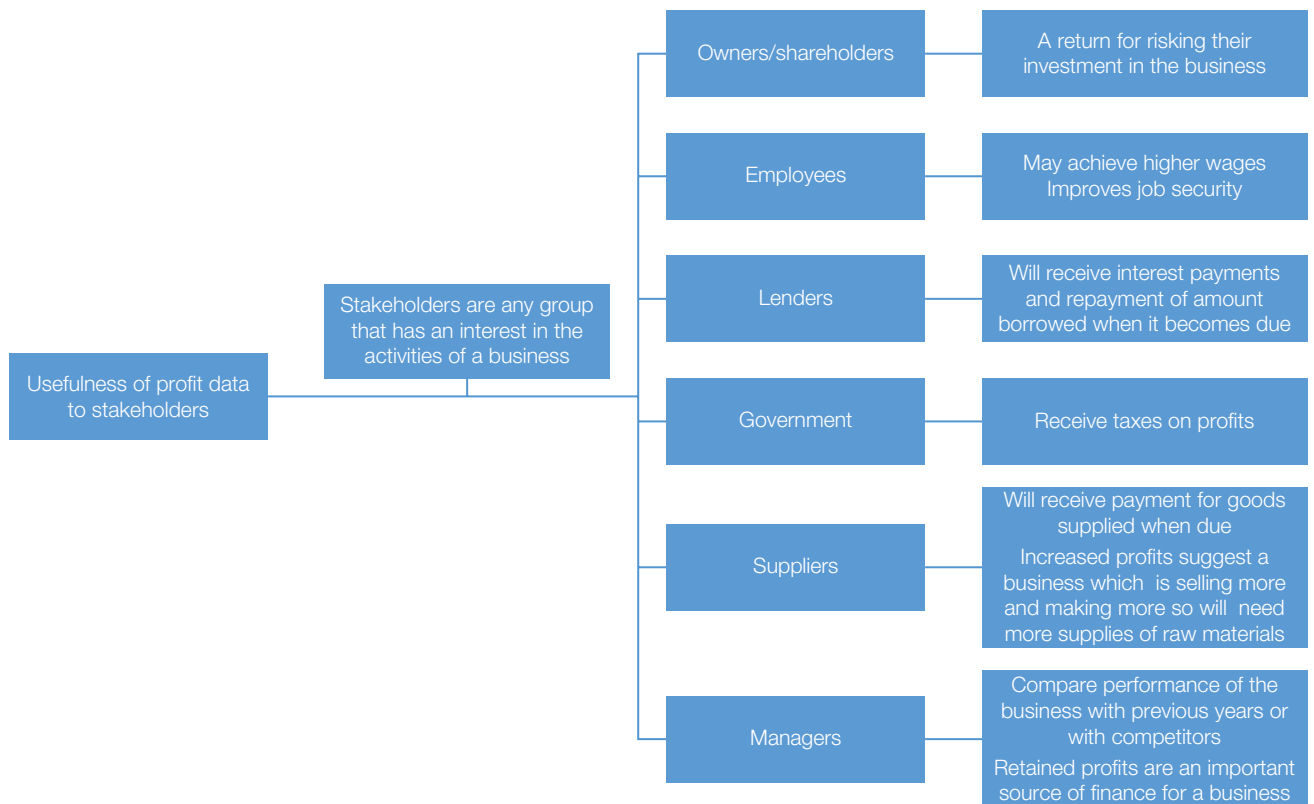 Usefulness of profit data
to stakeholders
Stakeholders are any group
that has an interest in the
activities of a business
Owners/shareholders
A return for risking their
investment in the business
Employees
May achieve higher wages
Improves job security
Lenders
Will receive interest payments
and repayment of amount
borrowed when it becomes due
Government
Receive taxes on profits
Suppliers
Will receive payment for goods
supplied when due
Increased profits suggest a
business which is selling more
and making more so will need
more supplies of raw materials
Managers
Compare performance of the
business with previous years or
with competitors
Retained profits are an important
source of finance for a business